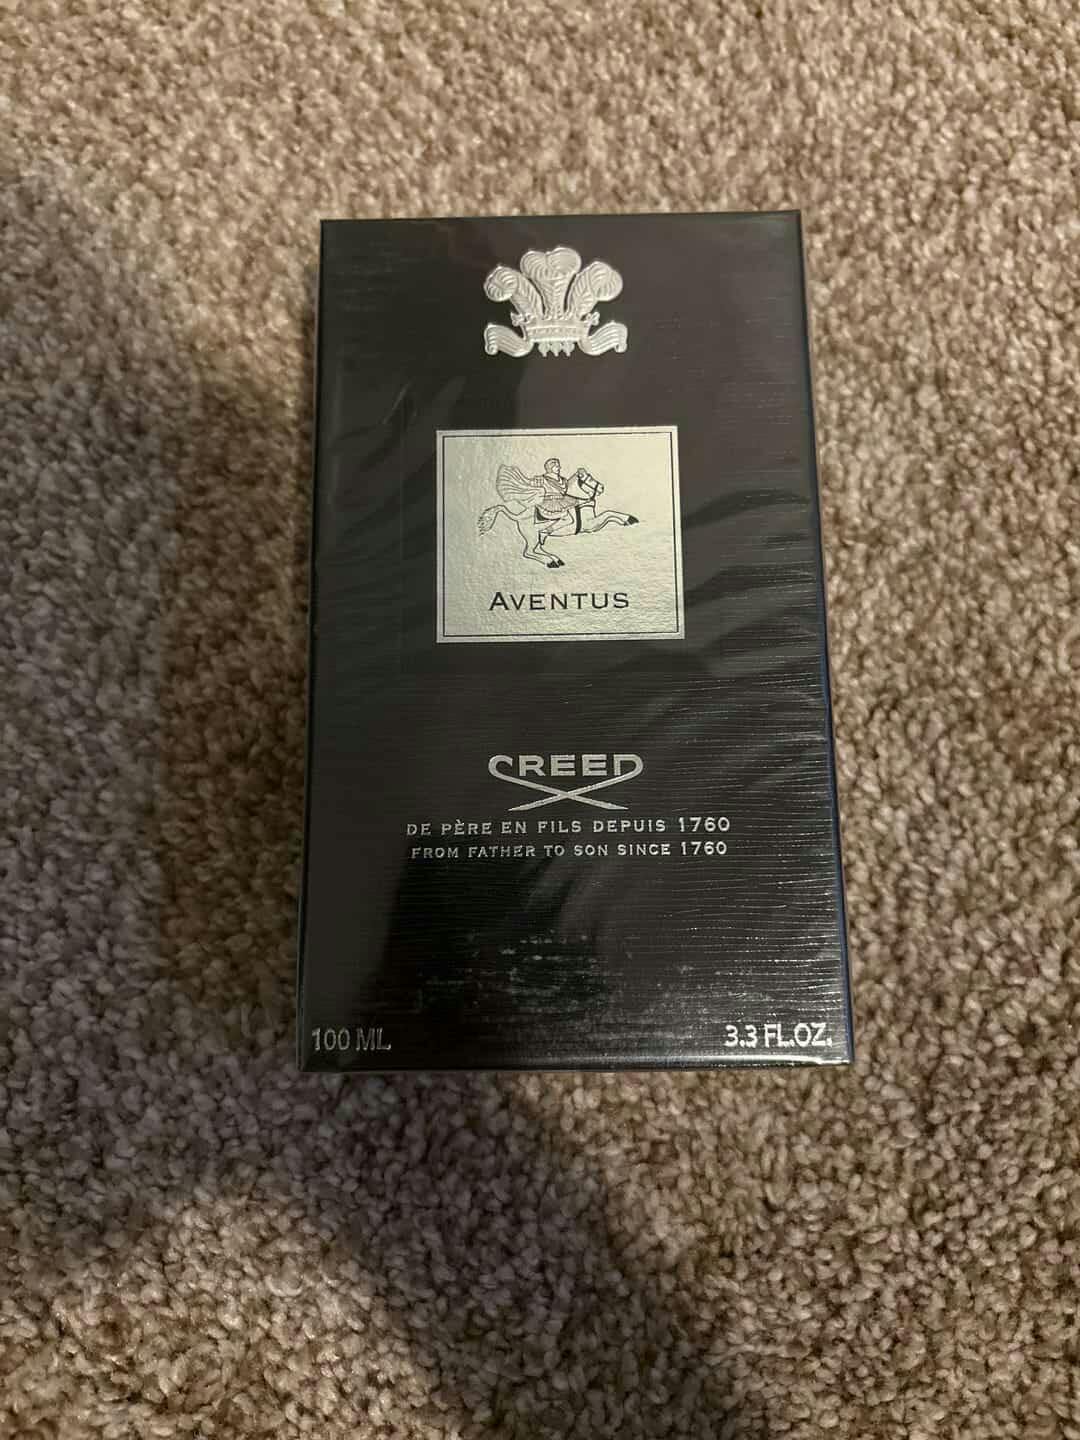 AVENTUS
CREED
DE PÈRE EN FILS DEPUIS 1760
FROM FATHER TO SON SINCE 1760
100 ML
3.3 FL.OZ.